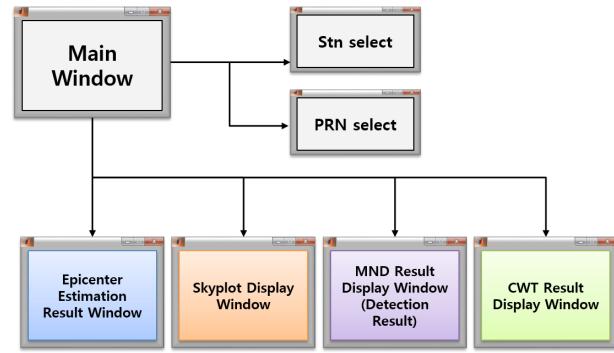 Main
Window
Stn select
PRN select
Epicenter
Estimation
Result Window
Skyplot Display
Window
MND Result
Display Window
(Detection
Result)
CWT Result
Display Window